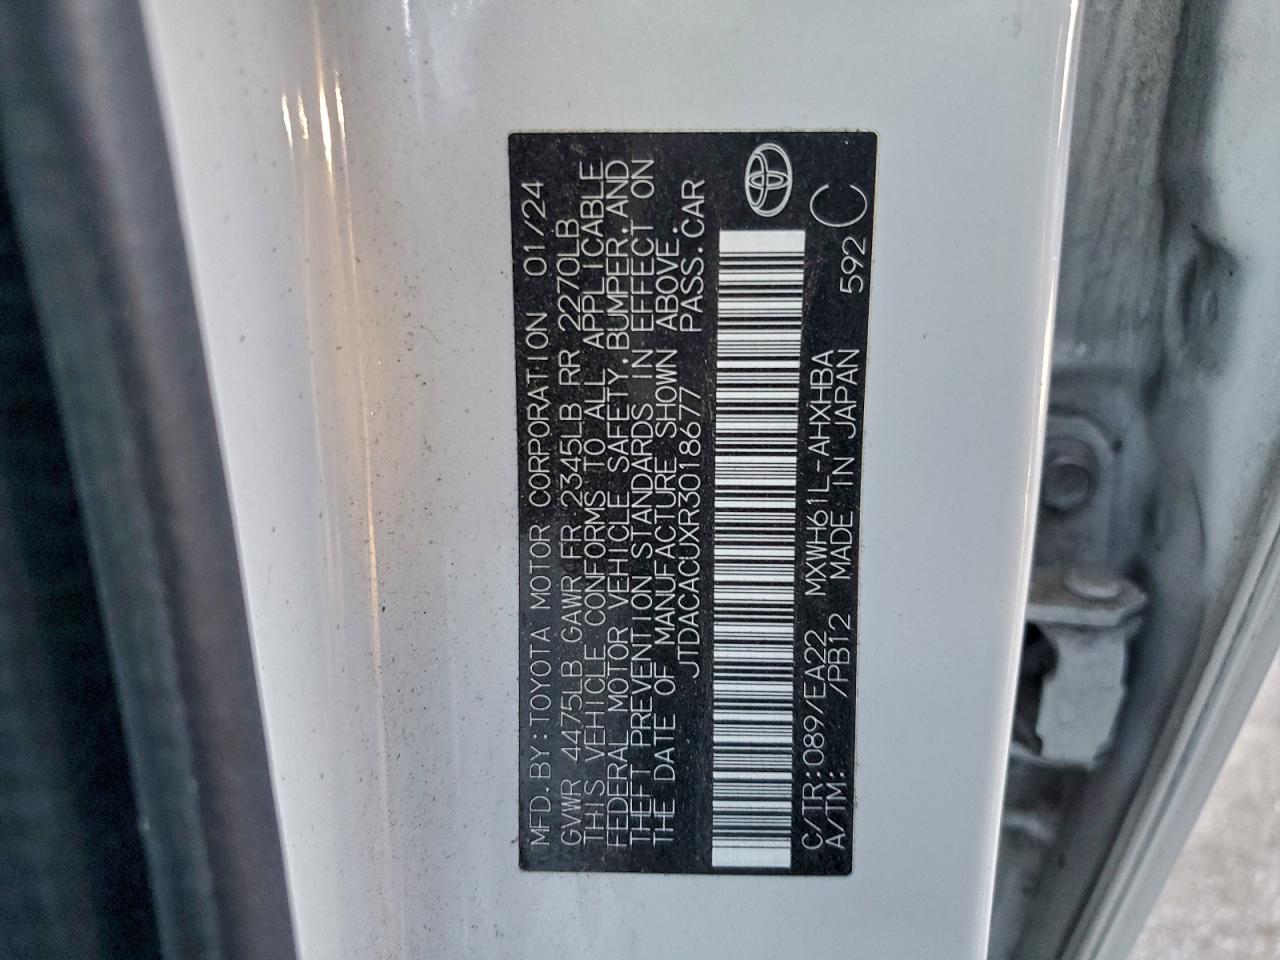 MFD. BY: TOYOTA MOTOR CORPORATION 01/24
GVWR 4475LB GAWR FR 2345LB RR 2270LB
THIS VEHICLE CONFORMS TO ALL APPLICABLE
FEDERAL MOTOR VEHICLE SAFETY, BUMPER, AND
THEFT PREVENTION STANDARDS IN EFFECT ON
THE DATE OF MANUFACTURE SHOWN ABOVE.
JTDACACUXR3018677 PASS. CAR
C/TR: 089/EA22 MXWH61L-AHXHBA 592 C
A/TM: /PB12 MADE IN JAPAN